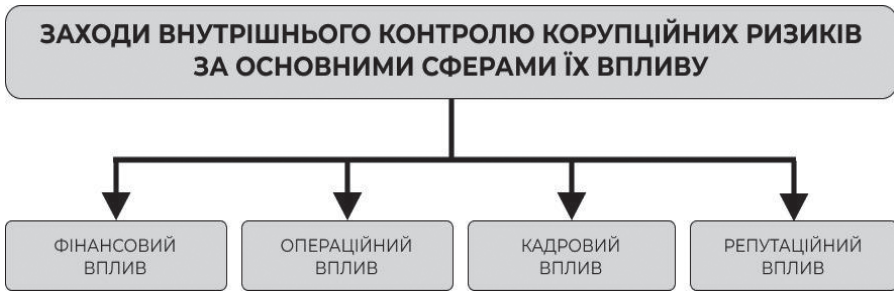 ЗАХОДИ ВНУТРІШНЬОГО КОНТРОЛЮ КОРУПЦІЙНИХ РИЗИКІВ
ЗА ОСНОВНИМИ СФЕРАМИ ЇХ ВПЛИВУ
ФІНАНСОВИЙ
ВПЛИВ
ОПЕРАЦІЙНИЙ
ВПЛИВ
КАДРОВИЙ
ВПЛИВ
РЕПУТАЦІЙНИЙ
ВПЛИВ